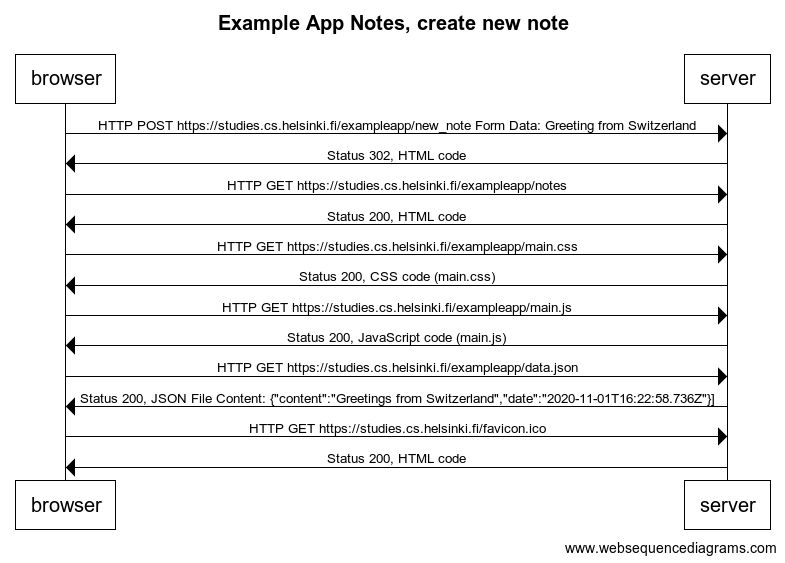 Example App Notes, create new note
browser server
HTTP POST https://studies.cs.helsinki.fi/exampleapp/new_note Form Data: Greeting from Switzerland
Status 302, HTML code
HTTP GET https://studies.cs.helsinki.fi/exampleapp/notes
Status 200, HTML code
HTTP GET https://studies.cs.helsinki.fi/exampleapp/main.css
Status 200, CSS code (main.css)
HTTP GET https://studies.cs.helsinki.fi/exampleapp/main.js
Status 200, JavaScript code (main.js)
HTTP GET https://studies.cs.helsinki.fi/exampleapp/data.json
Status 200, JSON File Content: {"content":"Greetings from Switzerland","date":"2020-11-01T16:22:58.736Z"}]
HTTP GET https://studies.cs.helsinki.fi/favicon.ico
Status 200, HTML code
browser server
www.websequencediagrams.com